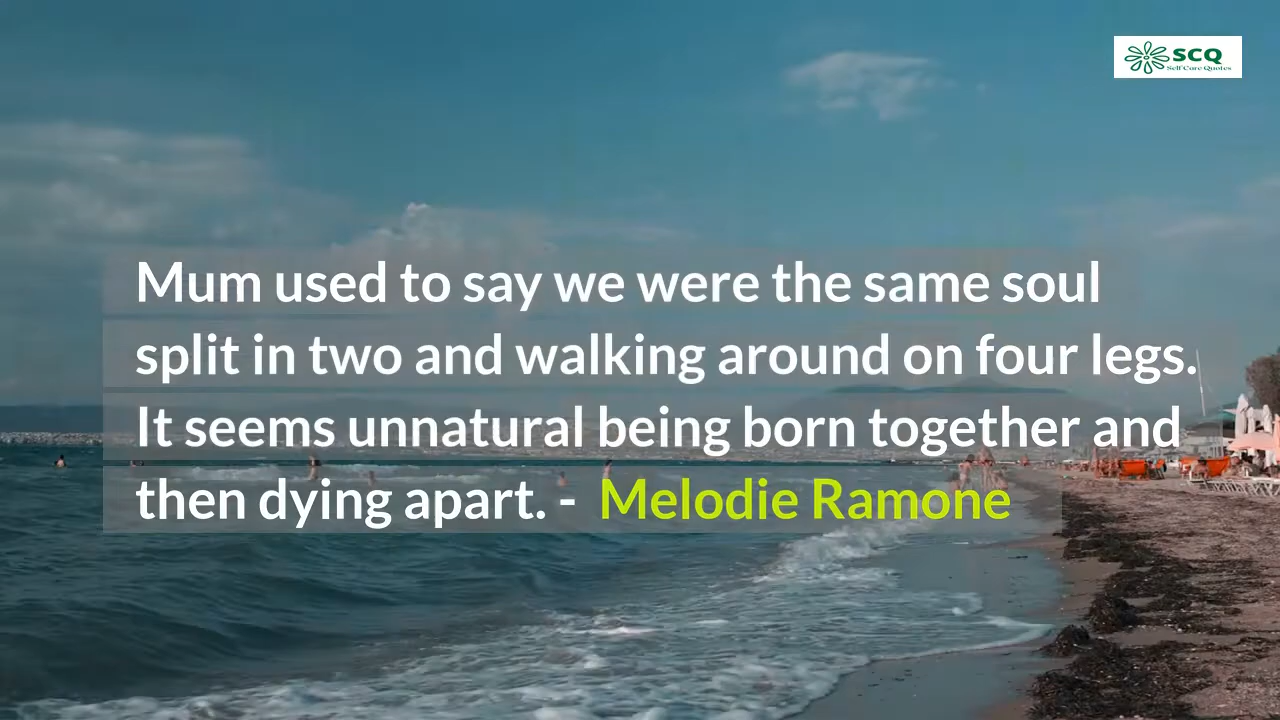 SCQ
Self Care Quotes
Mum used to say we were the same soul
split in two and walking around on four legs.
It seems unnatural being born together and
then dying apart. - Melodie Ramone